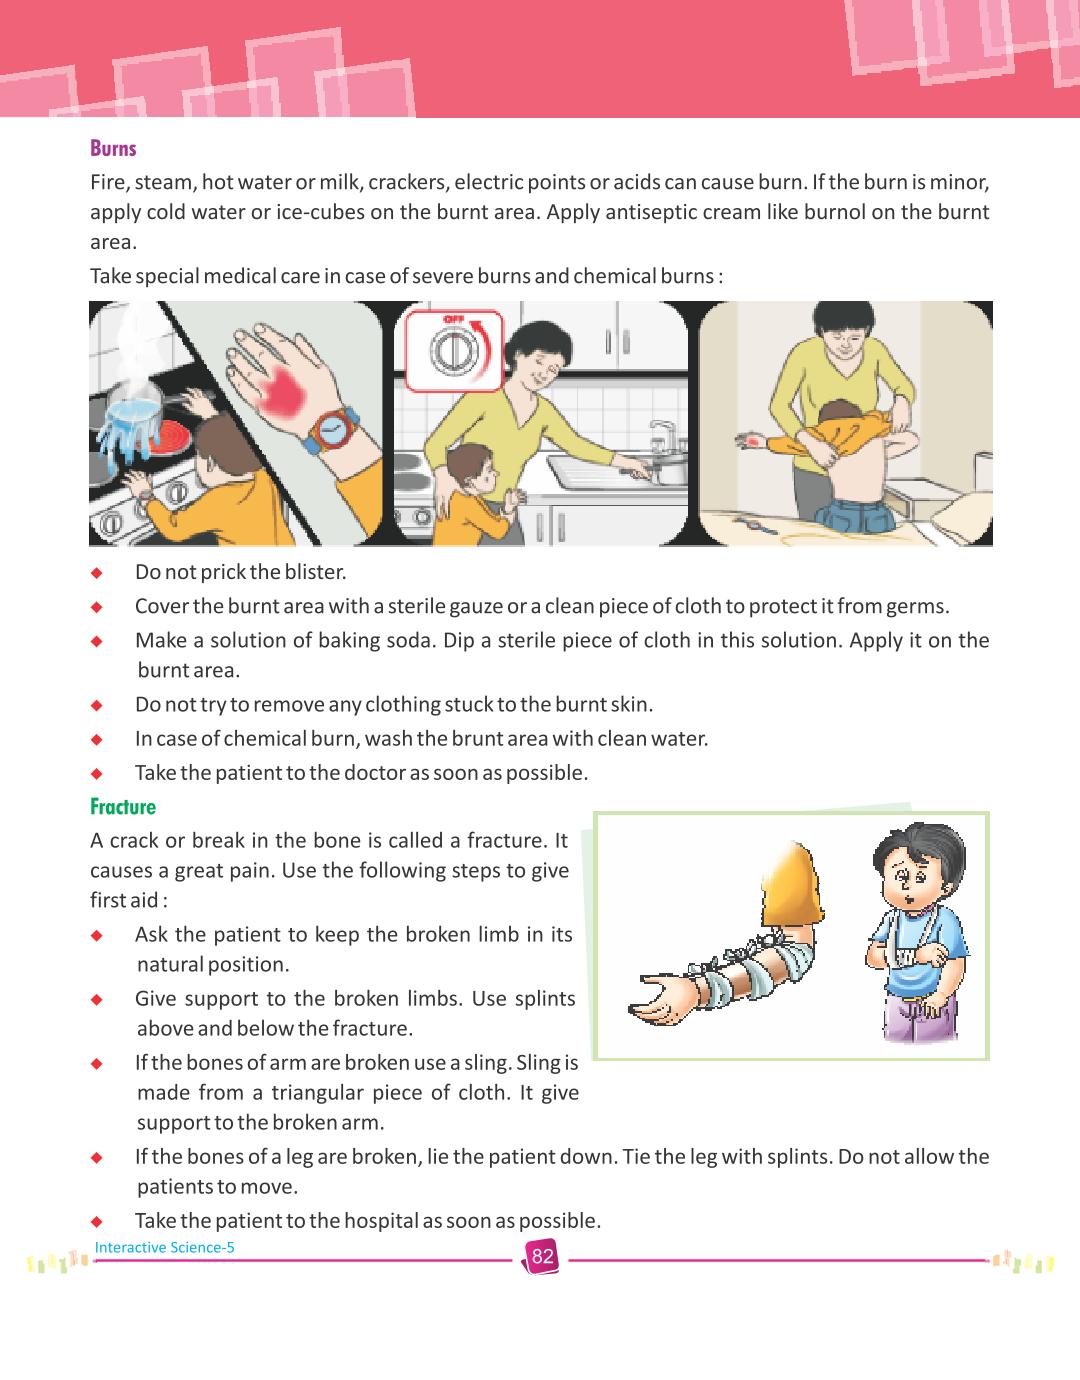 Burns
Fire, steam, hot water or milk, crackers, electric points or acids can cause burn. If the burn is minor,
apply cold water or ice-cubes on the burnt area. Apply antiseptic cream like burnol on the burnt
area.
Take special medical care in case of severe burns and chemical burns :
OFF
◆ Do not prick the blister.
◆ Cover the burnt area with a sterile gauze or a clean piece of cloth to protect it from germs.
◆ Make a solution of baking soda. Dip a sterile piece of cloth in this solution. Apply it on the
burnt area.
◆ Do not try to remove any clothing stuck to the burnt skin.
◆ In case of chemical burn, wash the brunt area with clean water.
◆ Take the patient to the doctor as soon as possible.
Fracture
A crack or break in the bone is called a fracture. It
causes a great pain. Use the following steps to give
first aid :
◆ Ask the patient to keep the broken limb in its
natural position.
◆ Give support to the broken limbs. Use splints
above and below the fracture.
◆ If the bones of arm are broken use a sling. Sling is
made from a triangular piece of cloth. It give
support to the broken arm.
◆ If the bones of a leg are broken, lie the patient down. Tie the leg with splints. Do not allow the
patients to move.
◆ Take the patient to the hospital as soon as possible.
Interactive Science-5
82